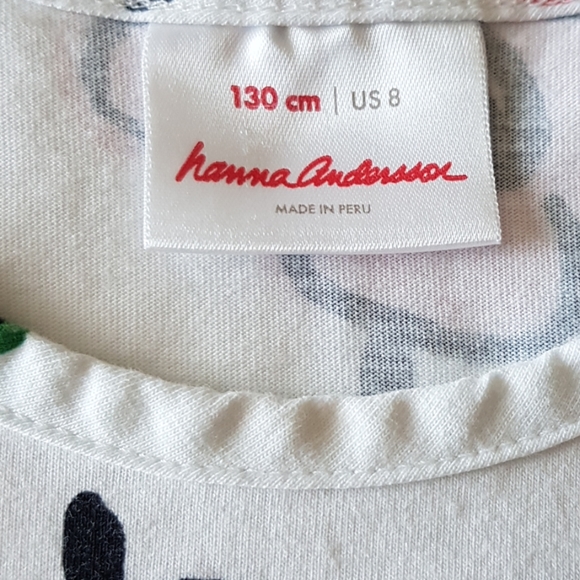 130 cm | US 8
hanna Andersson
MADE IN PERU